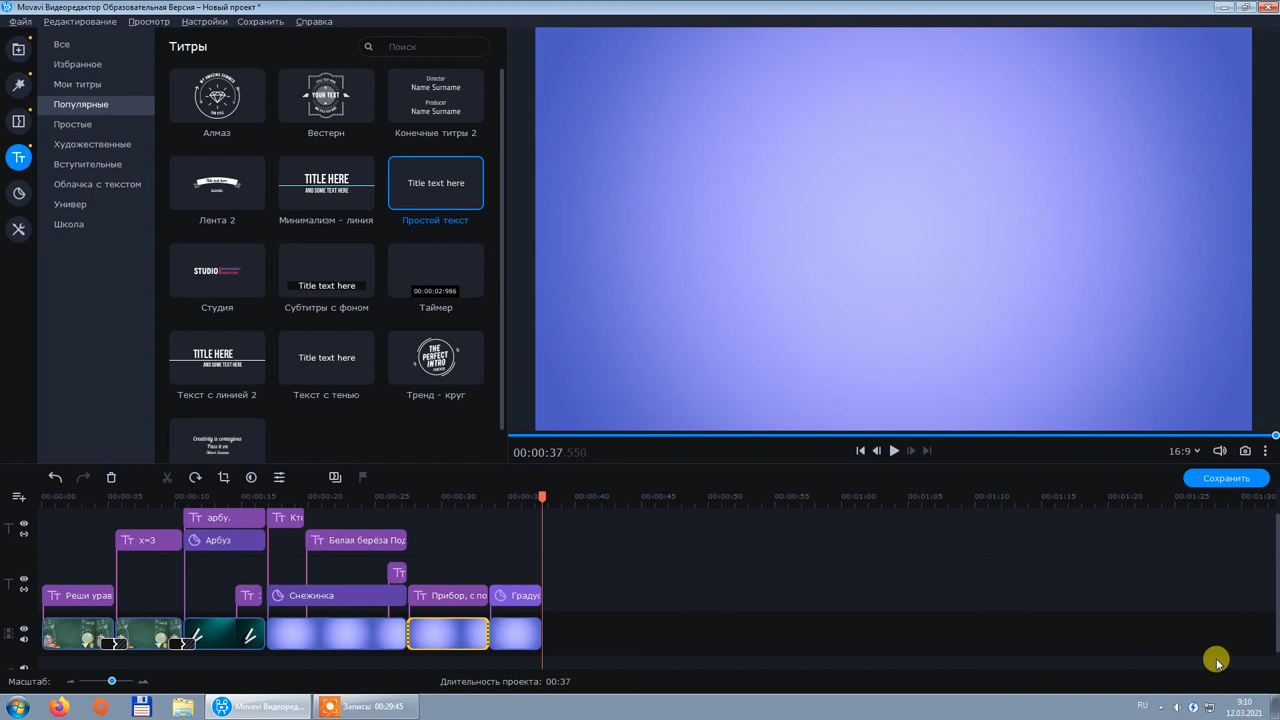 Movavi Видеоредактор Образовательная Версия – Новый проект *
Файл Редактирование Просмотр Настройки Сохранить Справка
Все
Избранное
Мои титры
Популярные
Простые
Художественные
Вступительные
Облачка с текстом
Универ
Школа
Титры
Поиск
MY AMAZING SUMMER
YOUR TEXT
Director
Name Surname
Producer
Name Surname
Алмаз
Вестерн
Конечные титры 2
TITLE HERE
AND SOME TEXT HERE
Title text here
Лента 2
Минимализм - линия
Простой текст
STUDIO
Title text here
00:00:02:986
Студия
Субтитры с фоном
Таймер
TITLE HERE
AND SOME TEXT HERE
Title text here
THE PERFECT INTRO
Текст с линией 2
Текст с тенью
Тренд - круг
Creativity is contagious
Pass it on
00:00:37.550
16:9
Сохранить
00:00:00 00:00:05 00:00:10 00:00:15 00:00:20 00:00:25 00:00:30 00:00:3 00:00:40 00:00:45 00:00:50 00:00:55 00:01:00 00:01:05 00:01:10 00:01:15 00:01:20 00:01:25 00:01:30
арбу. Кто
x=3 Арбуз Белая берёза Под
Реши урав Снежинка Прибор, с по Градус
Масштаб:
Длительность проекта: 00:37
Movavi Видеоред...
Запись: 00:29:45
RU
9:10
12.03.2021